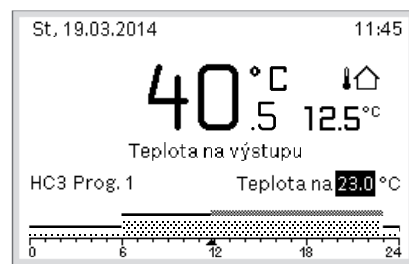 St, 19.03.2014 11:45
40.5 °C
12.5°C
Teplota na výstupu
HC3 Prog. 1 Teplota na 23.0 °C
0 6 12 18 24